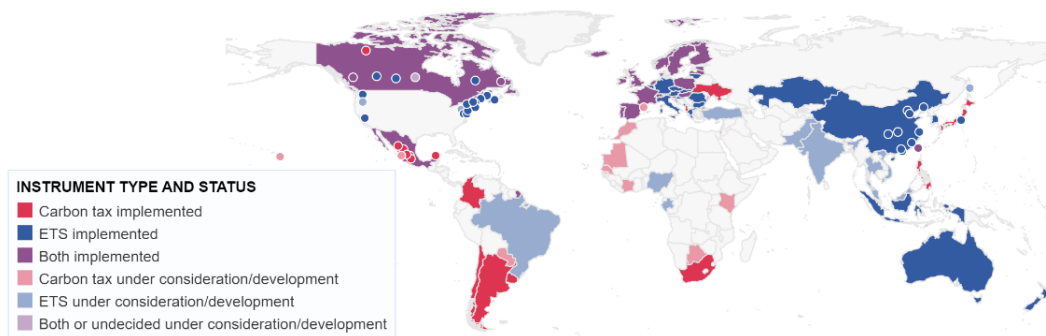 INSTRUMENT TYPE AND STATUS
Carbon tax implemented
ETS implemented
Both implemented
Carbon tax under consideration/development
ETS under consideration/development
Both or undecided under consideration/development